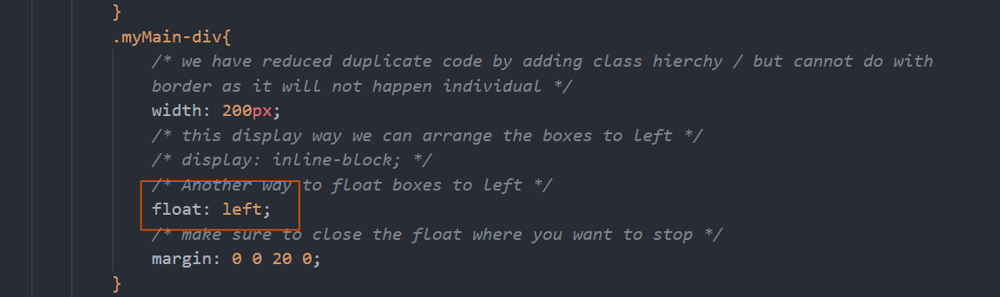 }
.myMain-div{
/* we have reduced duplicate code by adding class hierchy / but cannot do with
border as it will not happen individual */
width: 200px;
/* this display way we can arrange the boxes to left */
/* display: inline-block; */
/* Another way to float boxes to left */
float: left;
/* make sure to close the float where you want to stop */
margin: 0 0 20 0;
}